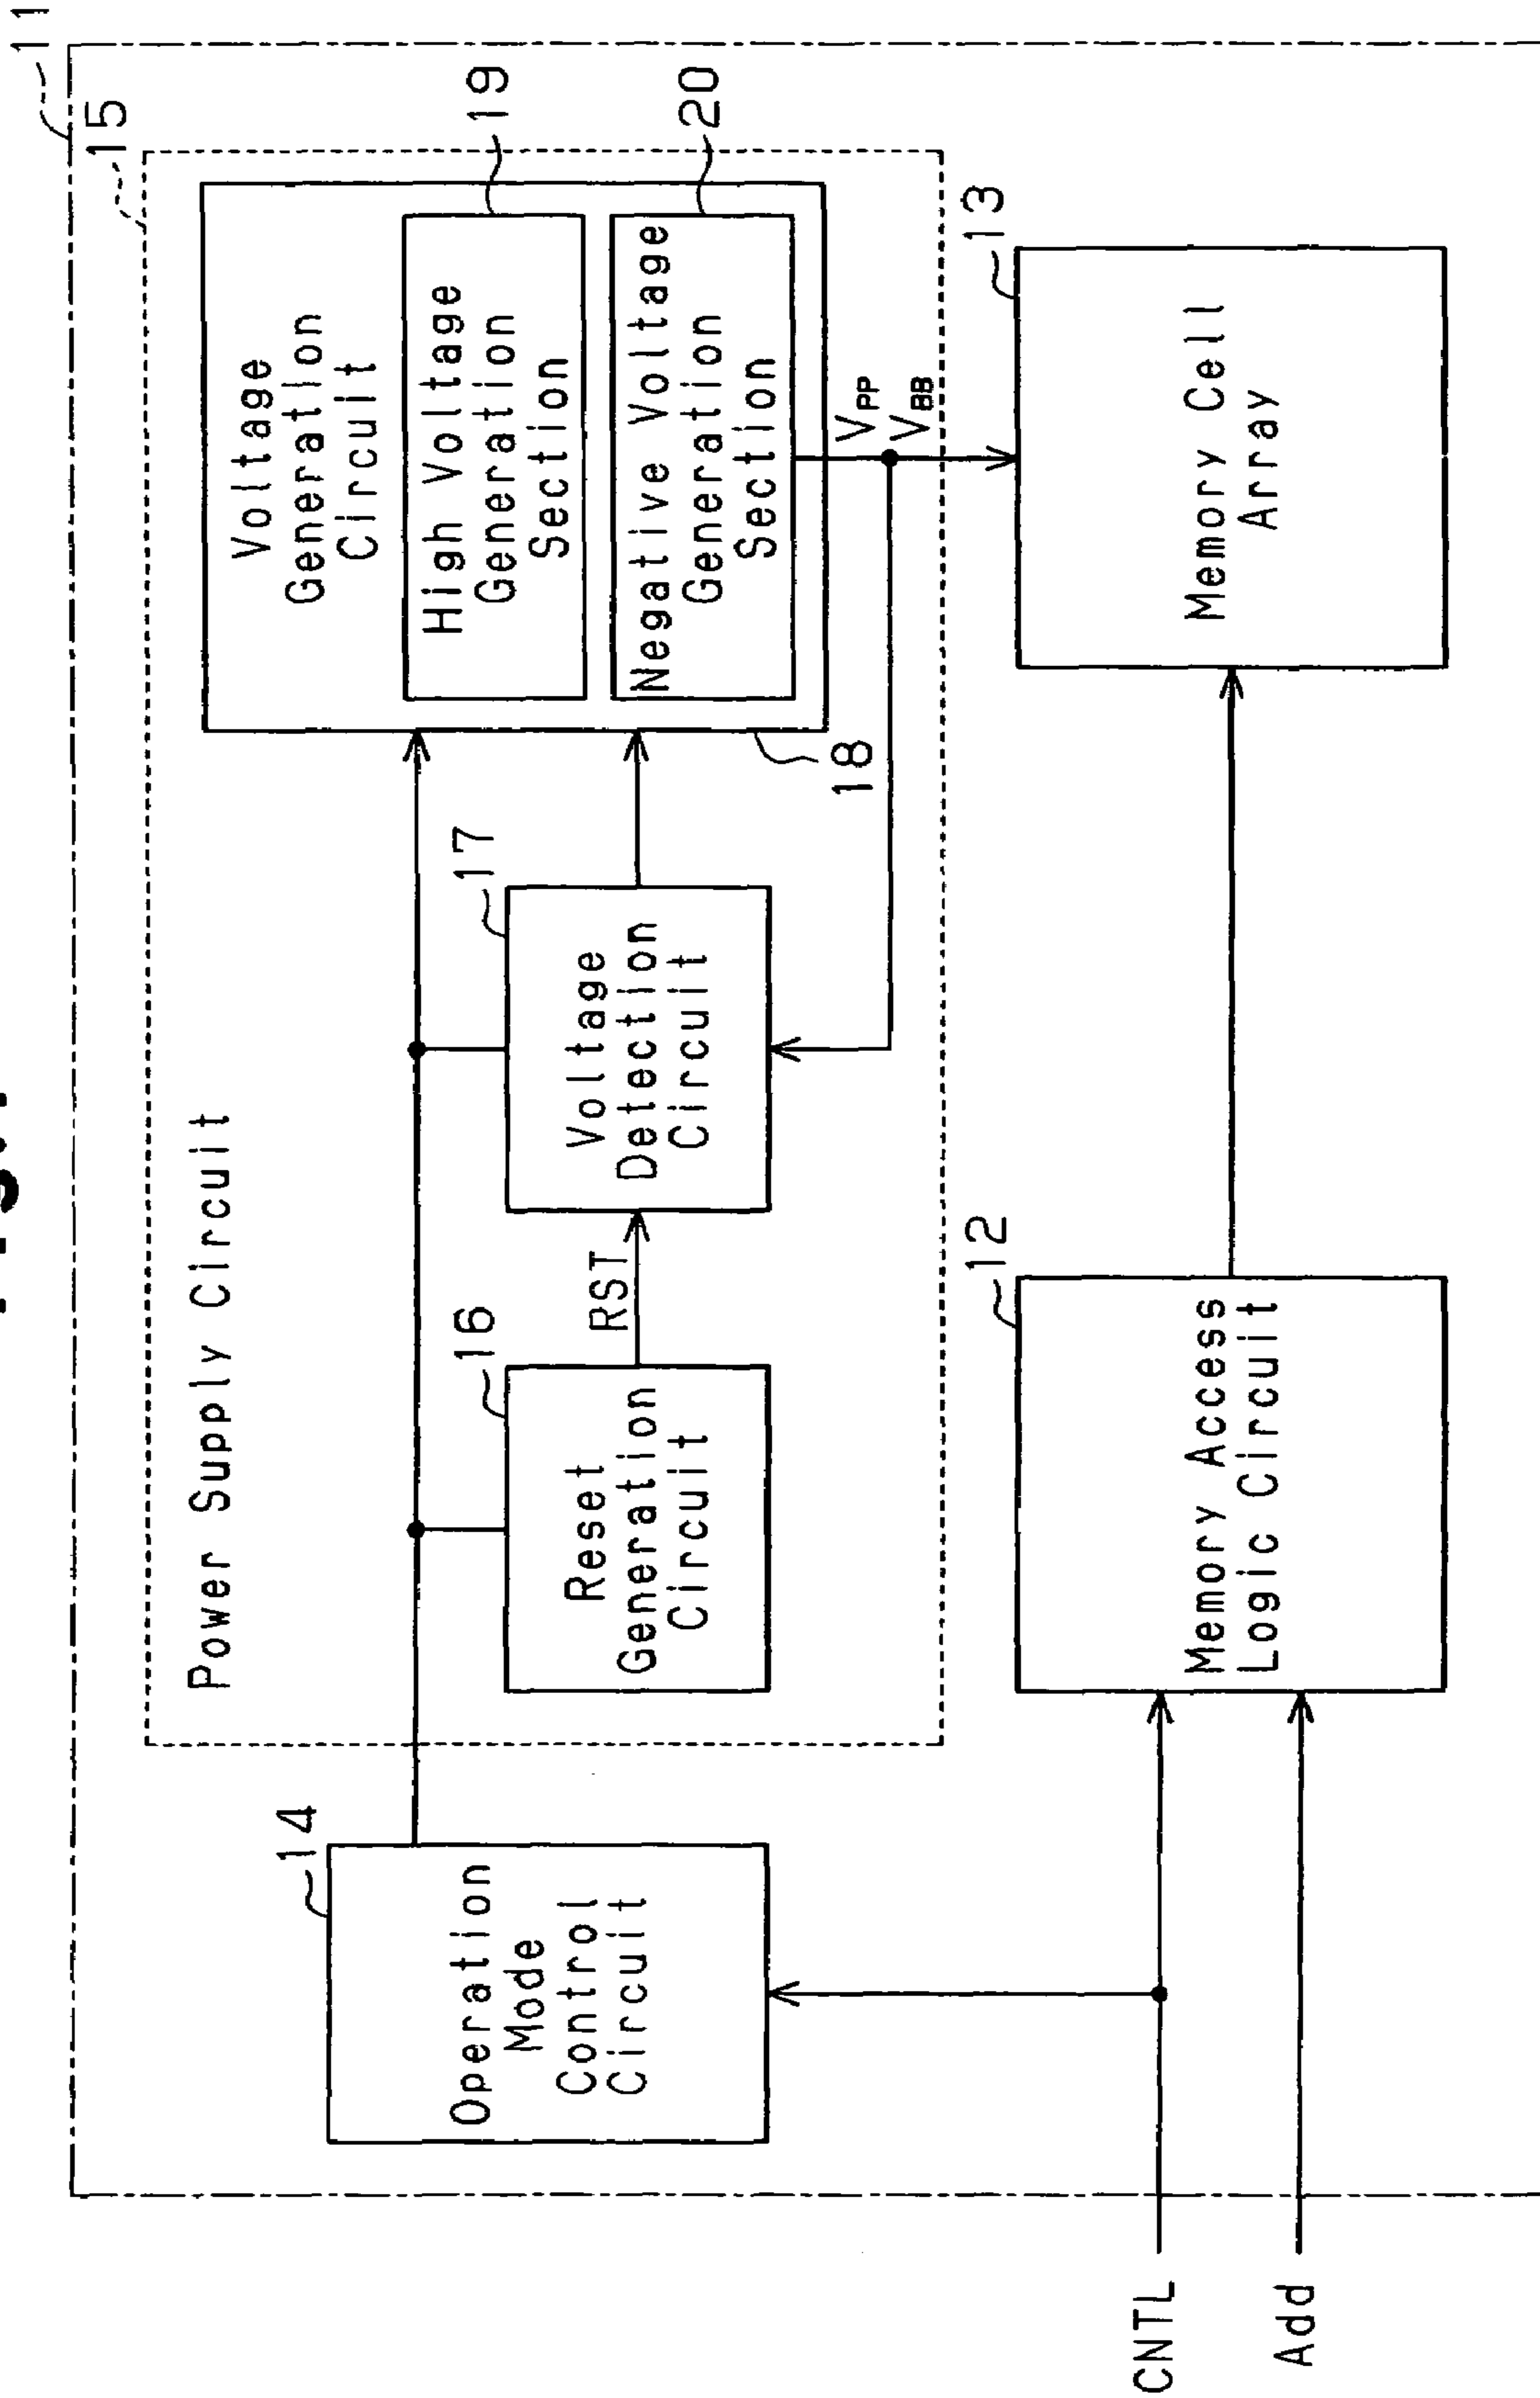 11
15
Power Supply Circuit
Voltage
Generation
Circuit
High Voltage
Generation
Section
19
Negative Voltage
Generation
Section
20
14
Operation
Mode
Control
Circuit
16
Reset
Generation
Circuit
RST
17
Voltage
Detection
Circuit
18
VPP
VBB
12
Memory Access
Logic Circuit
13
Memory Cell
Array
CNTL
Add